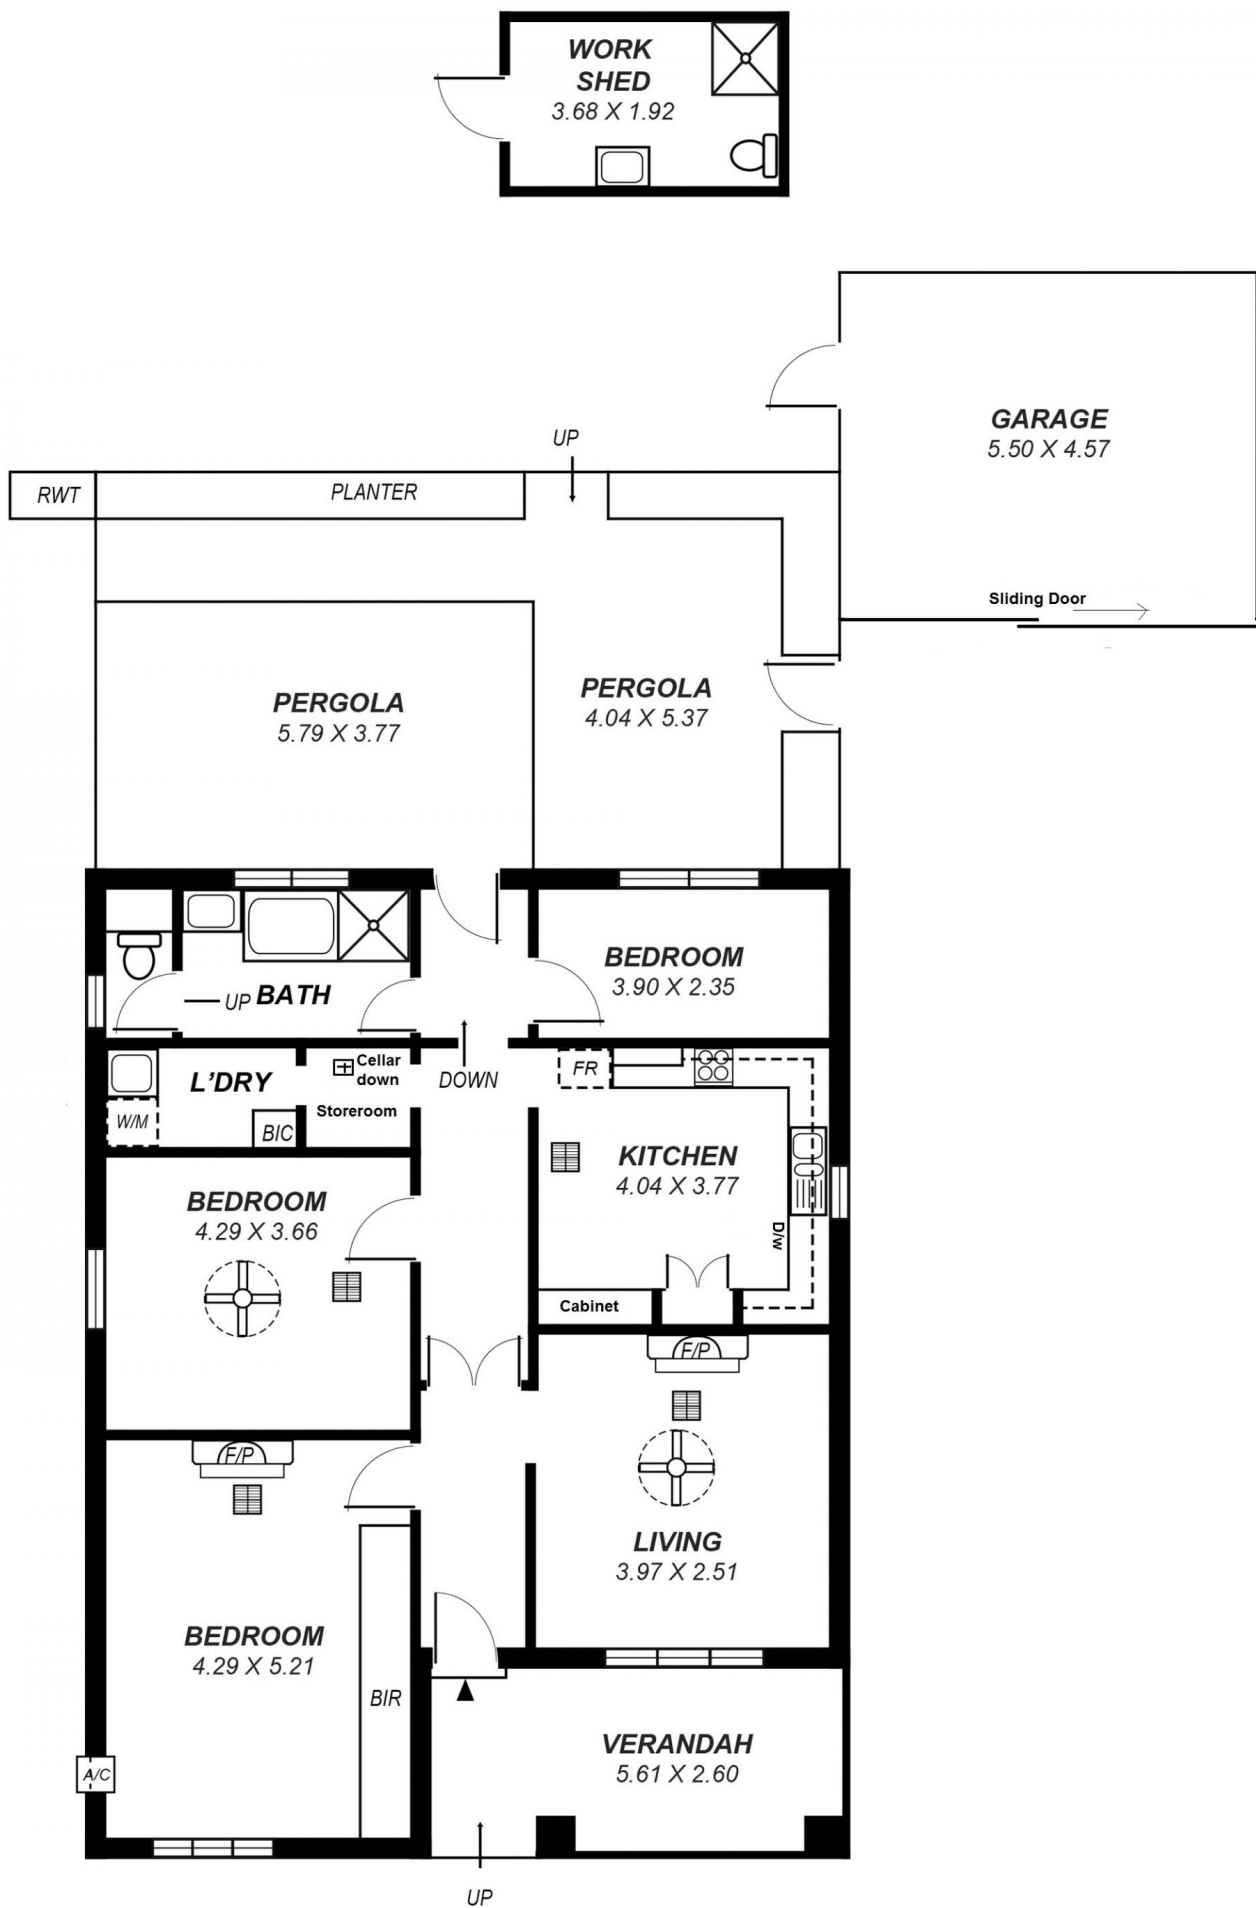 WORK
SHED
3.68 X 1.92
GARAGE
5.50 X 4.57
UP
RWT
PLANTER
Sliding Door
PERGOLA
5.79 X 3.77
PERGOLA
4.04 X 5.37
BEDROOM
3.90 X 2.35
UP BATH
L'DRY
Cellar
down
DOWN
FR
W/M
BIC
Storeroom
KITCHEN
4.04 X 3.77
BEDROOM
4.29 X 3.66
D/w
Cabinet
F/P
F/P
LIVING
3.97 X 2.51
BEDROOM
4.29 X 5.21
BIR
VERANDAH
5.61 X 2.60
A/C
UP